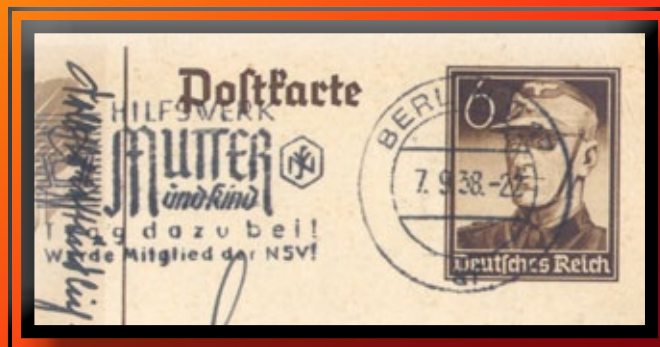 Postkarte
HILFSWERK
MUTTER
und Kind
Trag dazu bei!
Werde Mitglied der NSV!
BERLIN
7. 9.38.-22
6
Deutsches Reich